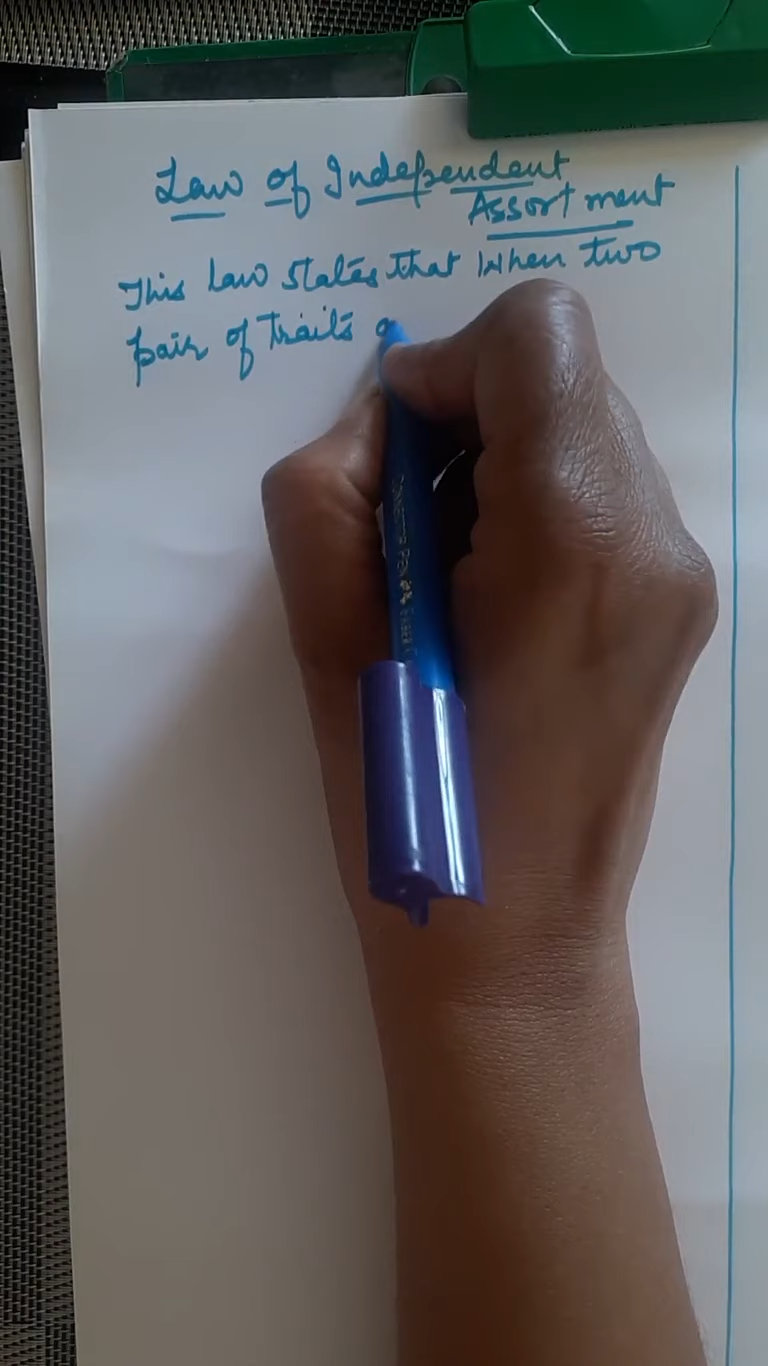 Law of Independent
Assortment
This Law states that When two
pair of traits a